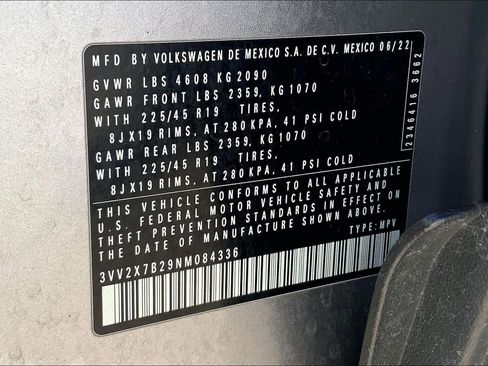 MFD BY VOLKSWAGEN DE MEXICO S.A. DE C.V. MEXICO 06/22
GVWR LBS 4608 KG 2090
GAWR FRONT LBS 2359, KG 1070
WITH 225/45 R19 TIRES,
8JX19 RIMS, AT 280 KPA, 41 PSI COLD
GAWR REAR LBS 2359, KG 1070
WITH 225/45 R19 TIRES,
8JX19 RIMS, AT 280 KPA, 41 PSI COLD
THIS VEHICLE CONFORMS TO ALL APPLICABLE
U.S. FEDERAL MOTOR VEHICLE SAFETY AND
THEFT PREVENTION STANDARDS IN EFFECT ON
THE DATE OF MANUFACTURE SHOWN ABOVE.
3VV2X7B29NM084336 TYPE: MPV
2346416 3662